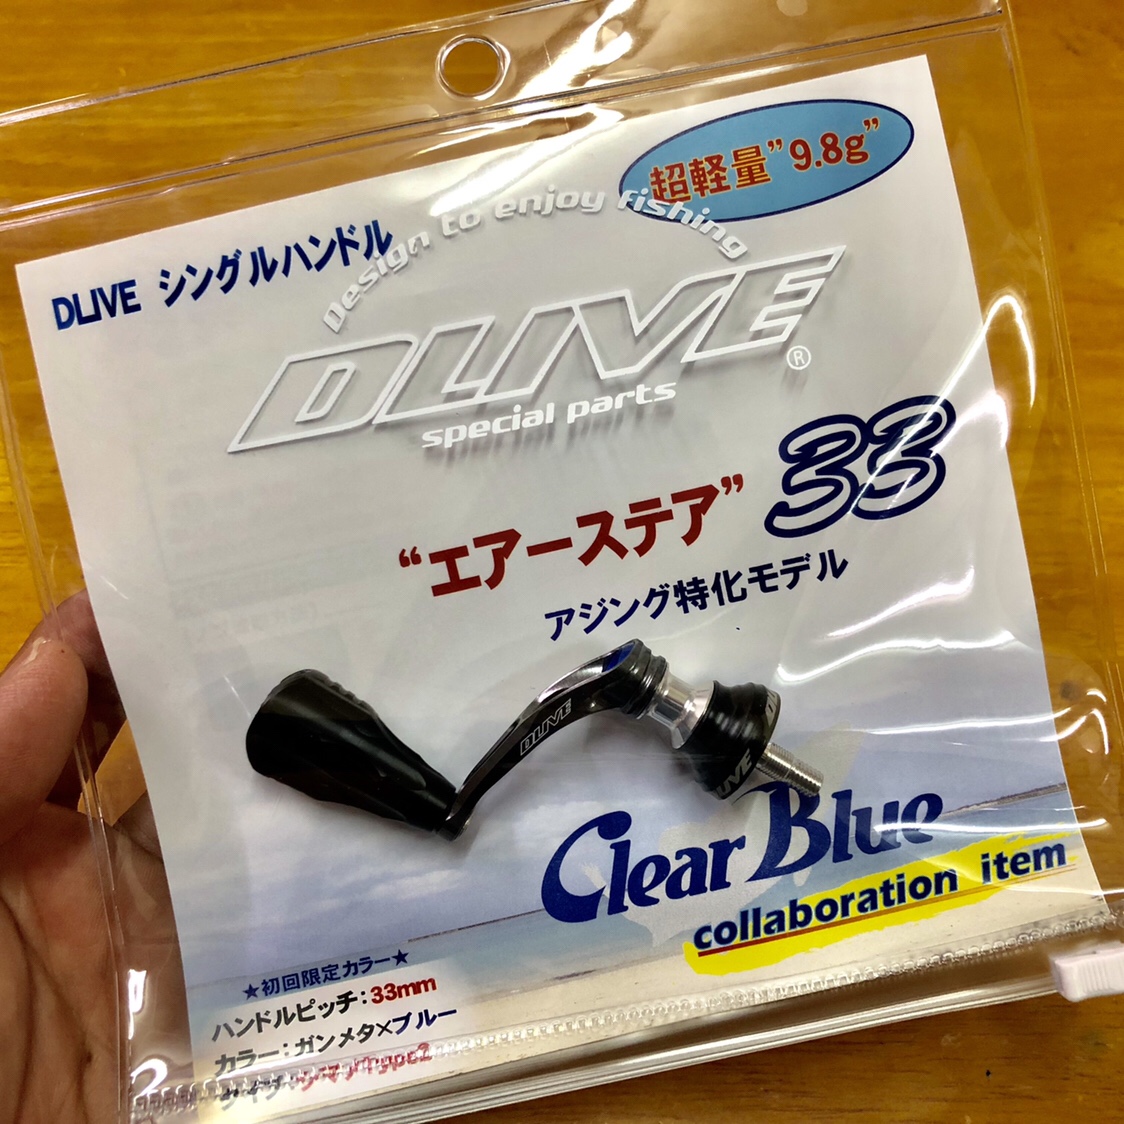 超軽量"9.8g"
Design to enjoy fishing
DLIVE シングルハンドル
DLIVE®
special parts
"エアーステア" 33
アジング特化モデル
DLIVE
Clear Blue
collaboration item
★初回限定カラー★
ハンドルピッチ:33mm
カラー:ガンメタ×ブルー